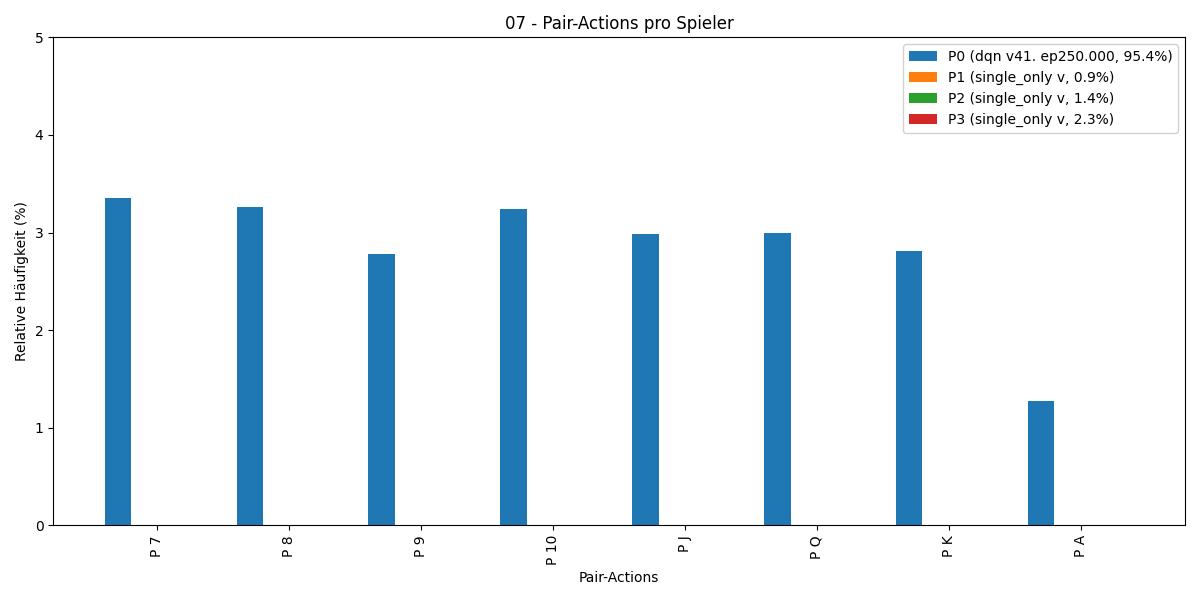 07 - Pair-Actions pro Spieler
P0 (dqn v41. ep250.000, 95.4%)
P1 (single_only v, 0.9%)
P2 (single_only v, 1.4%)
P3 (single_only v, 2.3%)
Relative Häufigkeit (%)
5
4
3
2
1
0
P 7
P 8
P 9
P 10
P J
P Q
P K
P A
Pair-Actions